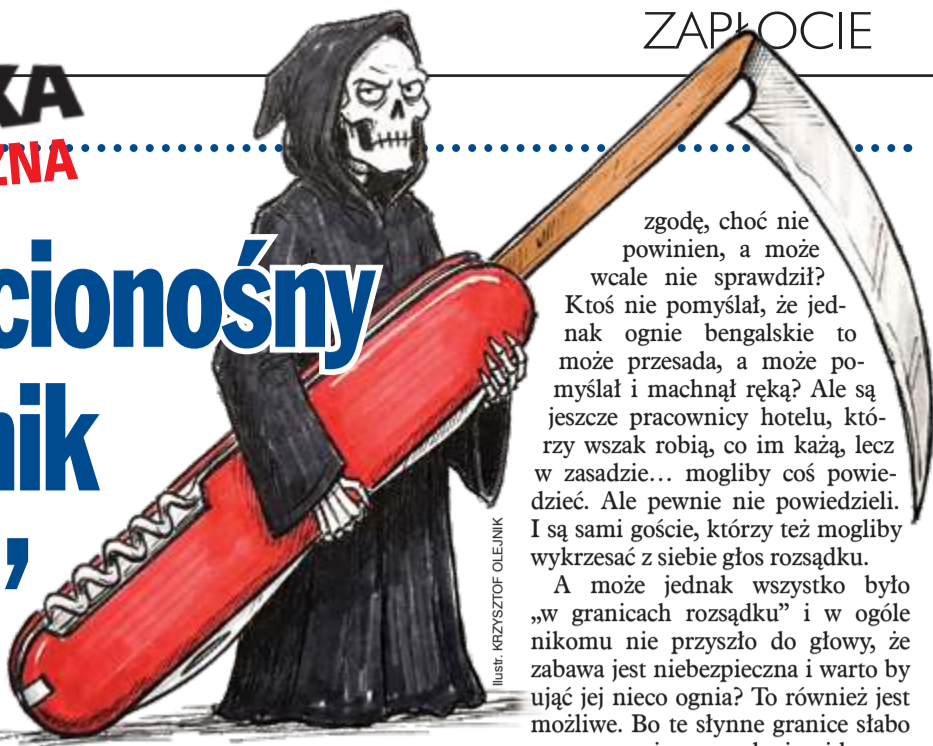 ZAPŁOCIE
KA
ZNA
cionośny
nik
”
zgodę, choć nie
powinien, a może
wcale nie sprawdził?
Ktoś nie pomyślał, że jed-
nak ognie bengalskie to
może przesada, a może po-
myślał i machnął ręką? Ale są
jeszcze pracownicy hotelu, któ-
rzy wszak robią, co im każą, lecz
w zasadzie… mogliby coś powie-
dzieć. Ale pewnie nie powiedzieli.
I są sami goście, którzy też mogliby
wykrzesać z siebie głos rozsądku.
A może jednak wszystko było
„w granicach rozsądku” i w ogóle
nikomu nie przyszło do głowy, że
zabawa jest niebezpieczna i warto by
ująć jej nieco ognia? To również jest
możliwe. Bo te słynne granice słabo
Ilustr. KRZYSZTOF OLEJNIK